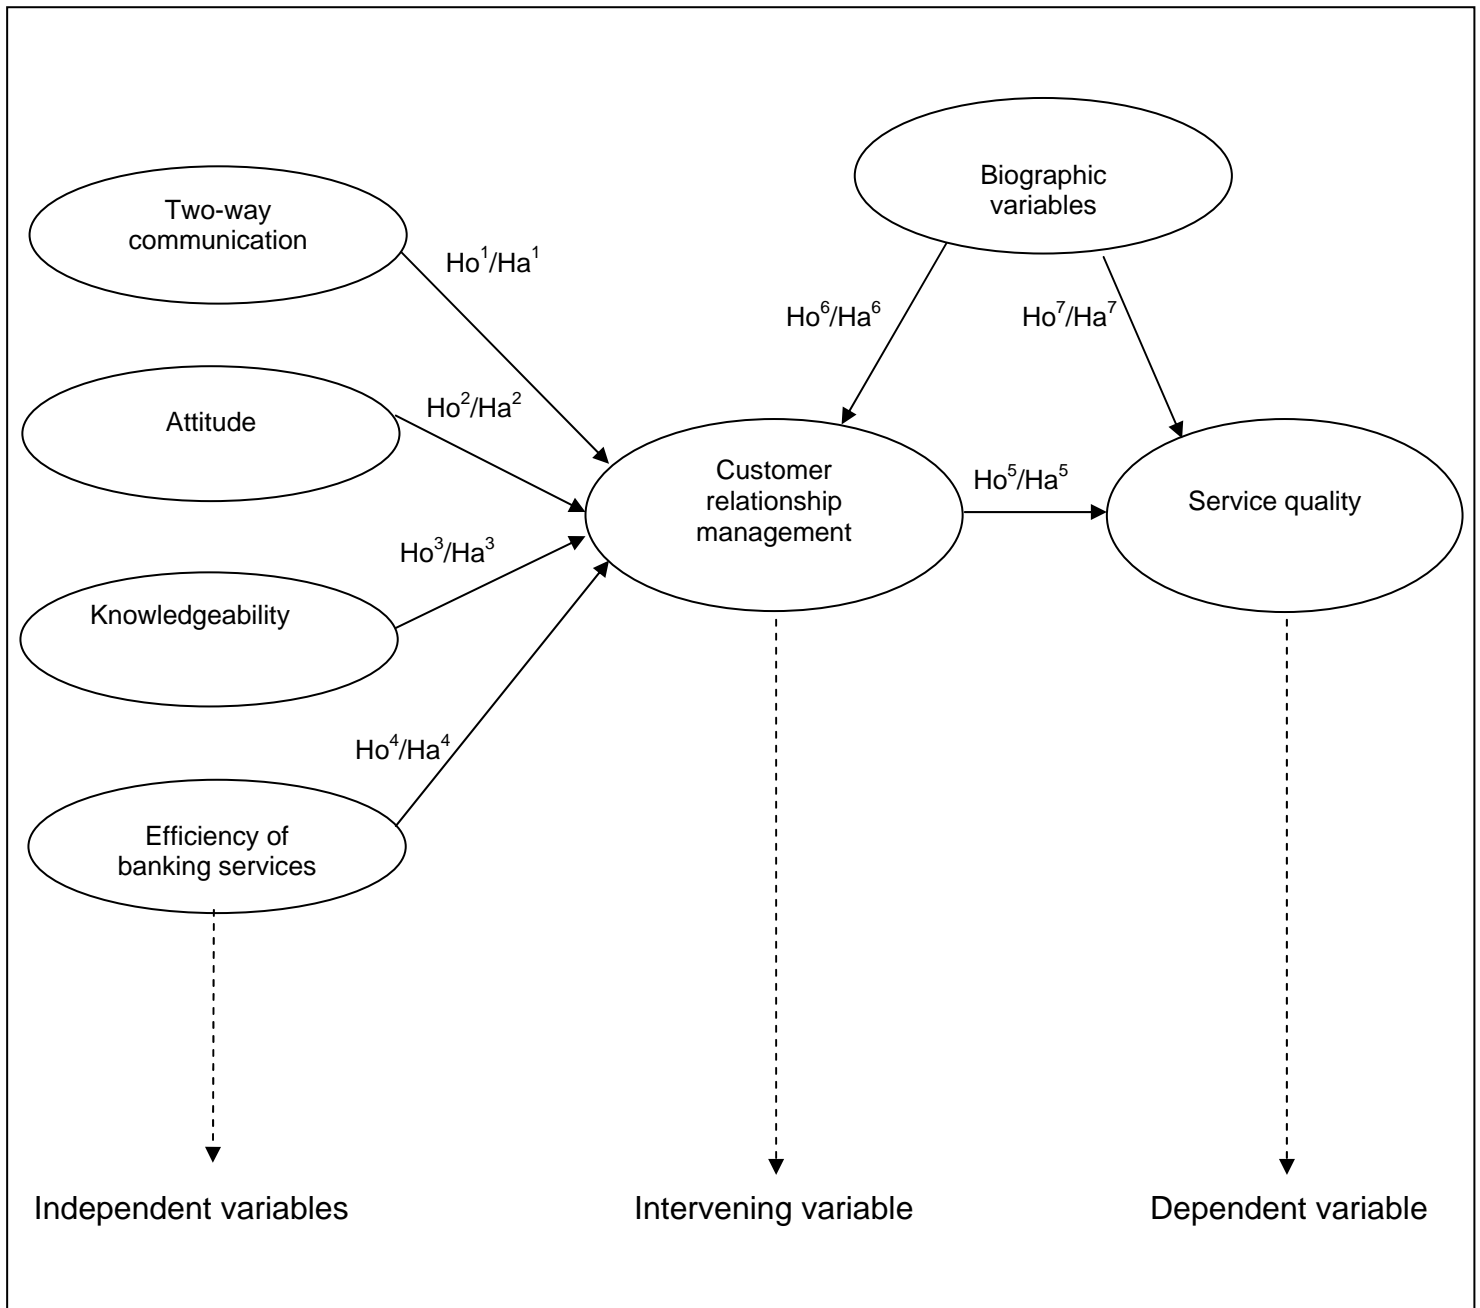 Biographic
variables
Two-way
communication
Ho¹/Ha¹
Ho⁶/Ha⁶
Ho⁷/Ha⁷
Attitude
Ho²/Ha²
Customer
relationship
management
Ho⁵/Ha⁵
Service quality
Ho³/Ha³
Knowledgeability
Ho⁴/Ha⁴
Efficiency of
banking services
Independent variables
Intervening variable
Dependent variable